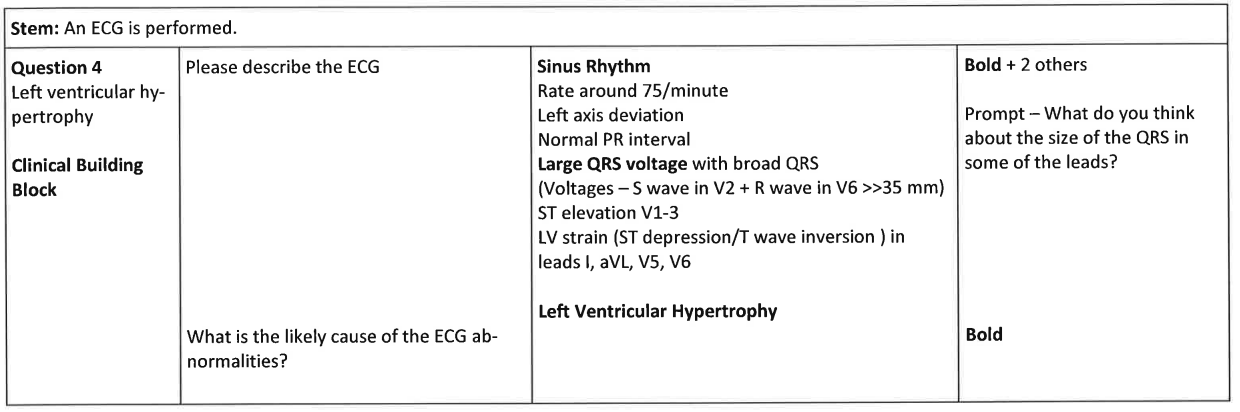 Stem: An ECG is performed.
Question 4
Left ventricular hy-
pertrophy
Clinical Building
Block
Please describe the ECG
What is the likely cause of the ECG ab-
normalities?
Sinus Rhythm
Rate around 75/minute
Left axis deviation
Normal PR interval
Large QRS voltage with broad QRS
(Voltages – S wave in V2 + R wave in V6 >>35 mm)
ST elevation V1-3
LV strain (ST depression/T wave inversion ) in
leads I, aVL, V5, V6
Left Ventricular Hypertrophy
Bold + 2 others
Prompt – What do you think
about the size of the QRS in
some of the leads?
Bold